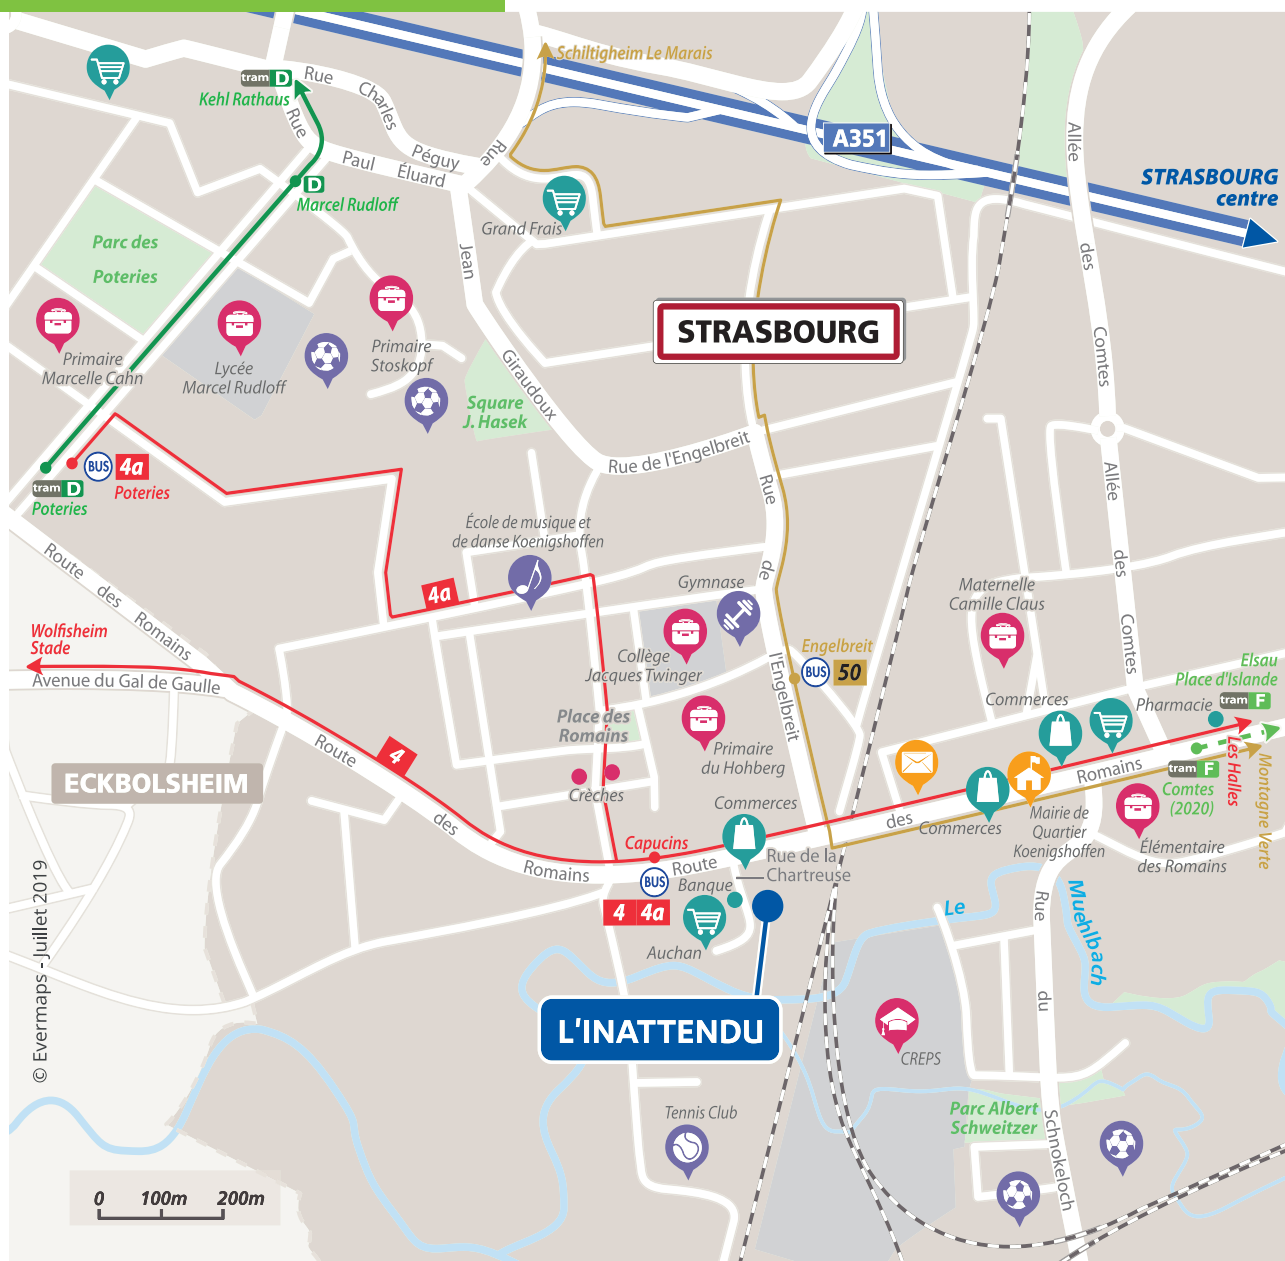 Schiltigheim Le Marais
tram D
Kehl Rathaus
Rue
Charles
Péguy
Rue
Paul
Éluard
Rue
A351
Allée
des
Comtes
STRASBOURG
centre
D
Marcel Rudloff
Grand Frais
Jean
Giraudoux
Parc des
Poteries
Primaire
Marcelle Cahn
Lycée
Marcel Rudloff
Primaire
Stoskopf
Square
J. Hasek
STRASBOURG
Rue de l'Engelbreit
BUS 4a
Poteries
tram D
Poteries
Rue
de
l'Engelbreit
Allée
des
Comtes
École de musique et
de danse Koenigshoffen
4a
Gymnase
Maternelle
Camille Claus
Route
des
Romains
Wolfisheim
Stade
Avenue du Gal de Gaulle
Collège
Jacques Twinger
Engelbreit
BUS 50
Elsau
Place d'Islande
tram F
Commerces
Pharmacie
Place des
Romains
Primaire
du Hohberg
4
Route
des
Romains
ECKBOLSHEIM
Crèches
Commerces
Romains
tram F
Comtes
(2020)
Les Halles
Montagne Verte
des
Commerces
Mairie de
Quartier
Koenigshoffen
Élémentaire
des Romains
Capucins
BUS
4 4a
Route
Rue de la
Chartreuse
Banque
Auchan
Le
Muehlbach
Rue
du
Schnokeloch
L'INATTENDU
CREPS
Parc Albert
Schweitzer
Tennis Club
© Evermaps - Juillet 2019
0 100m 200m